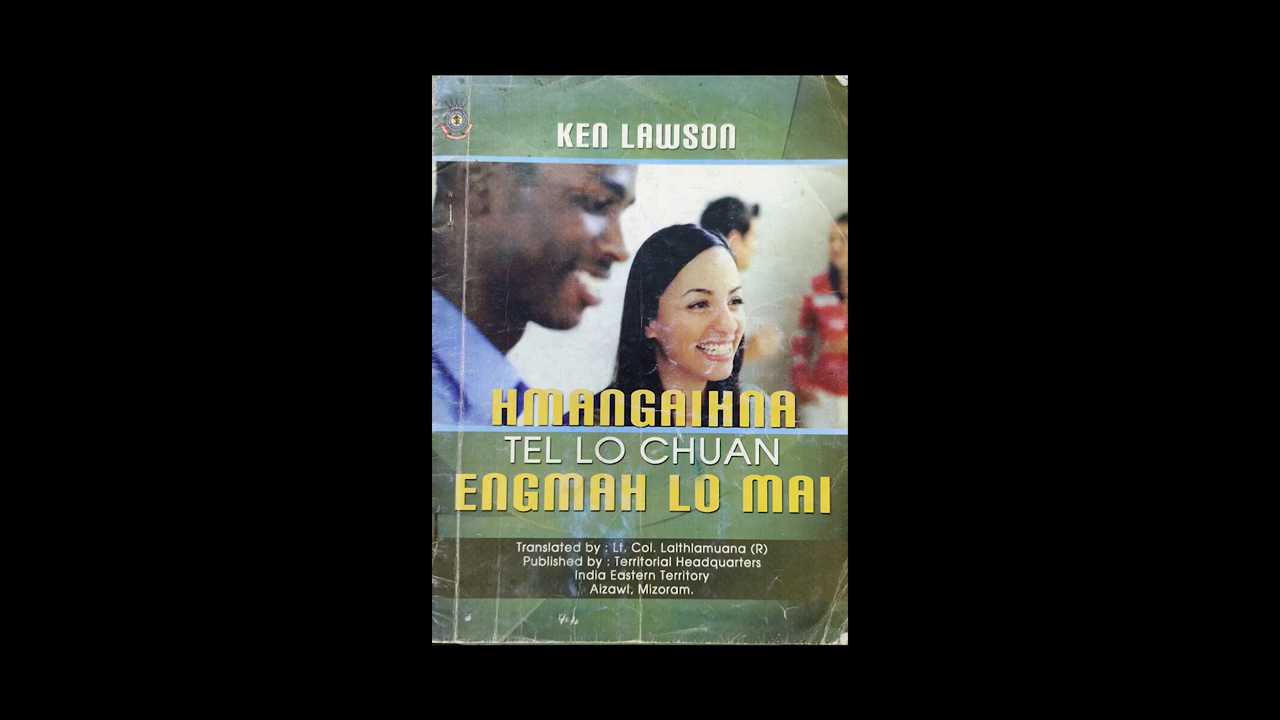 KEN LAWSON
HMANGAIHNA
TEL LO CHUAN
ENGMAH LO MAI
Translated by : Lt. Col. Lalthlamuana (R)
Published by : Territorial Headquarters
India Eastern Territory
Aizawl, Mizoram.